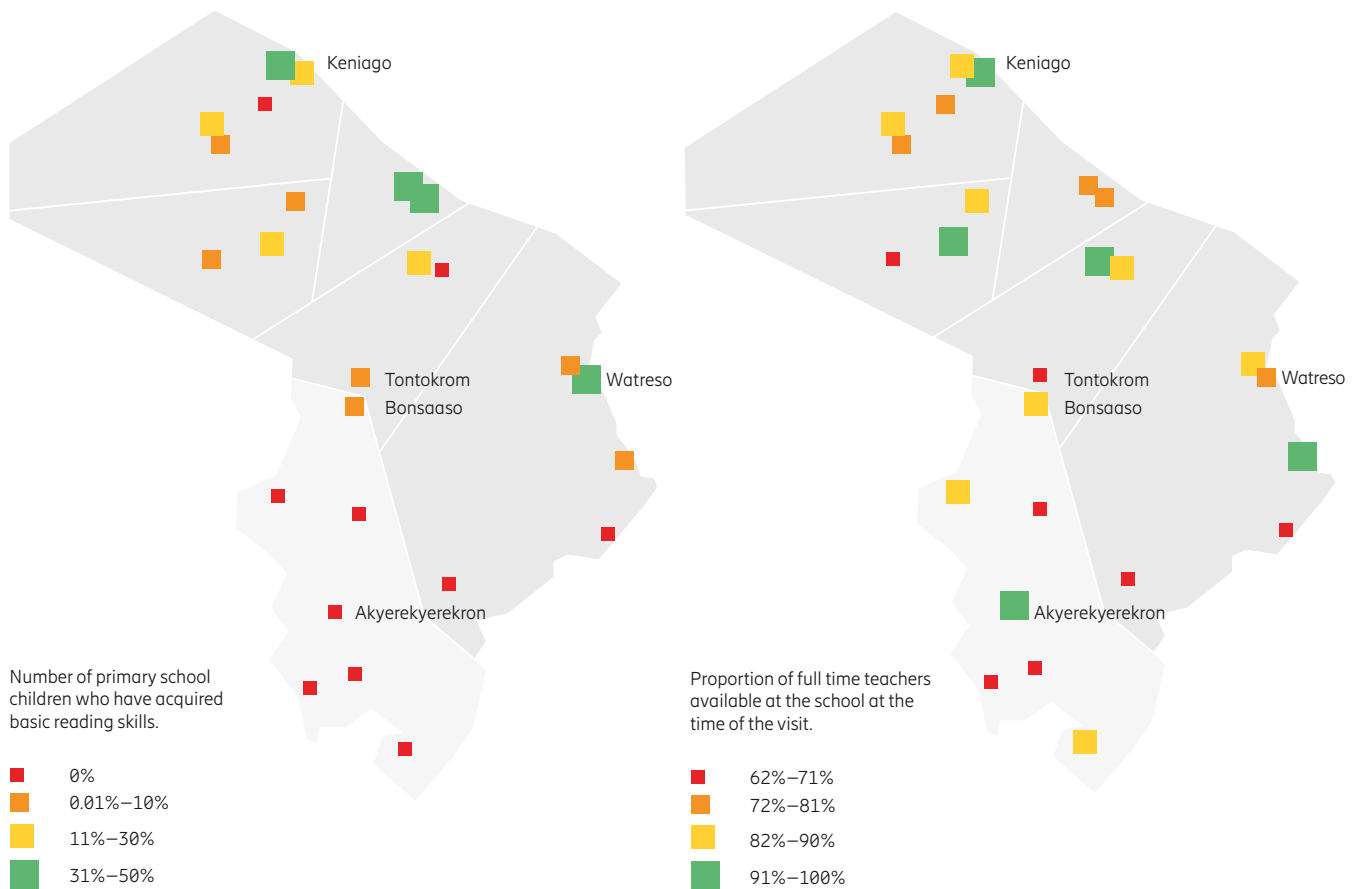 Keniago
Tontokrom
Bonsaaso
Watreso
Akyerekyerekron
Number of primary school
children who have acquired
basic reading skills.
0%
0.01%–10%
11%–30%
31%–50%
Keniago
Tontokrom
Bonsaaso
Watreso
Akyerekyerekron
Proportion of full time teachers
available at the school at the
time of the visit.
62%–71%
72%–81%
82%–90%
91%–100%